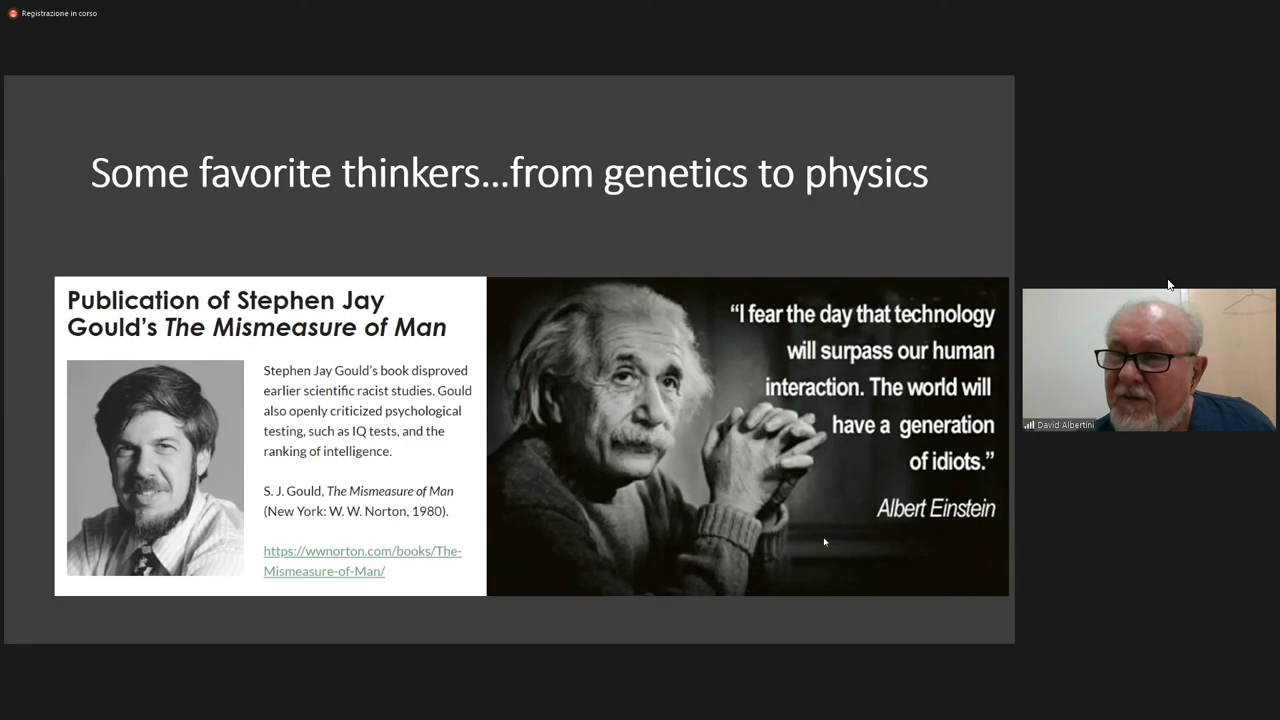 Registrazione in corso
Some favorite thinkers...from genetics to physics
Publication of Stephen Jay
Gould's The Mismeasure of Man
Stephen Jay Gould's book disproved
earlier scientific racist studies. Gould
also openly criticized psychological
testing, such as IQ tests, and the
ranking of intelligence.
S. J. Gould, The Mismeasure of Man
(New York: W. W. Norton, 1980).
https://wwnorton.com/books/The-
Mismeasure-of-Man/
“I fear the day that technology
will surpass our human
interaction. The world will
have a generation
of idiots.”
Albert Einstein
David Albertini